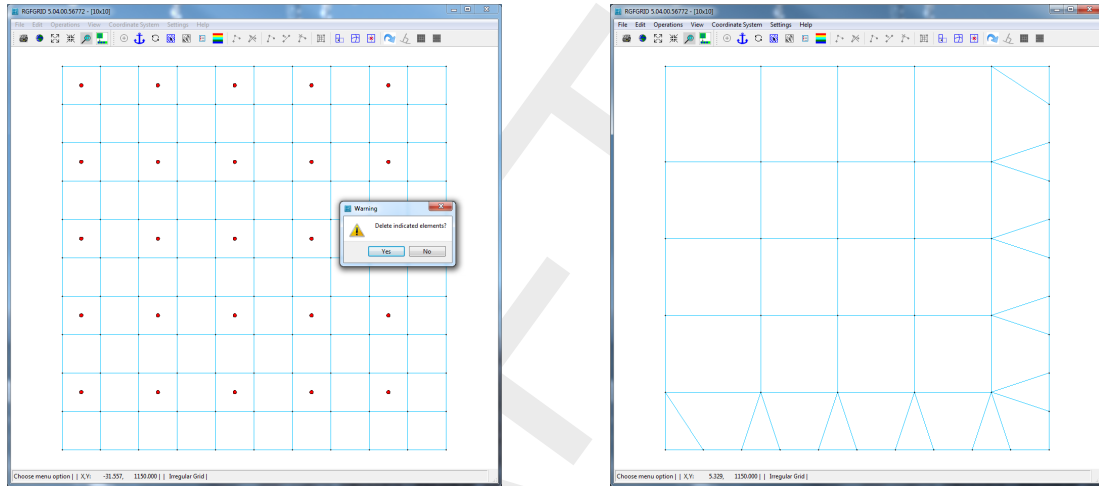 RGFGRID 5.04.00.56772 - [10x10]
File Edit Operations View Coordinate System Settings Help
Warning
Delete indicated elements?
Yes No
Choose menu option | | X,Y: -31.557, 1150.000 | | Irregular Grid |
RGFGRID 5.04.00.56772 - [10x10]
File Edit Operations View Coordinate System Settings Help
Choose menu option | | X,Y: 5.329, 1150.000 | | Irregular Grid |